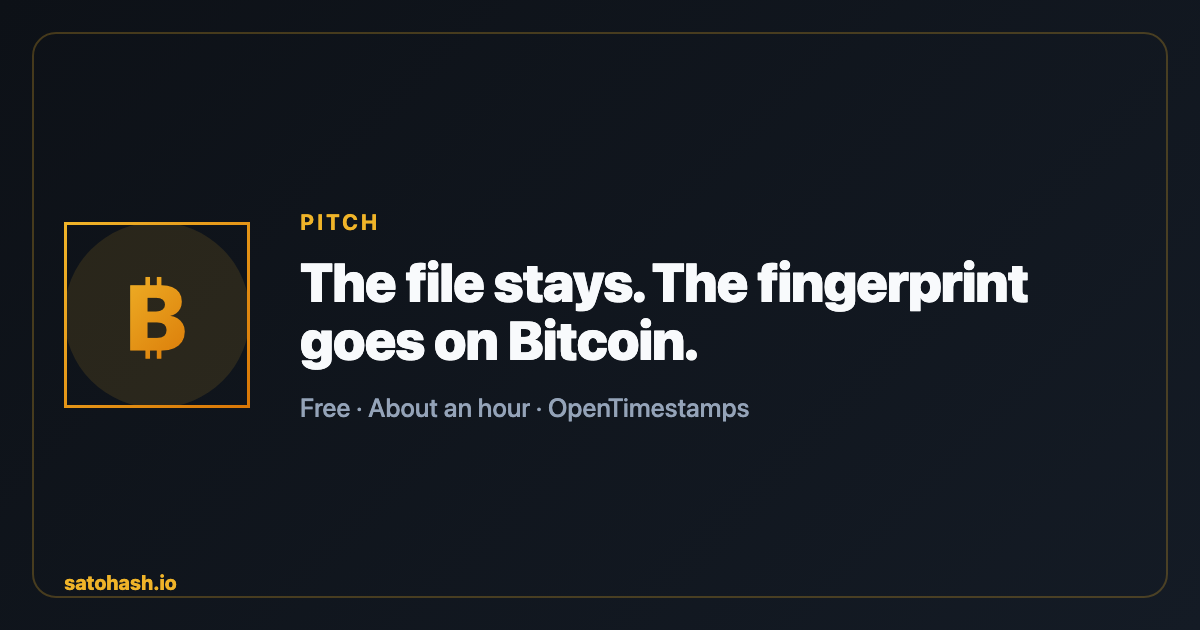 PITCH
The file stays. The fingerprint
goes on Bitcoin.
Free · About an hour · OpenTimestamps
satohash.io